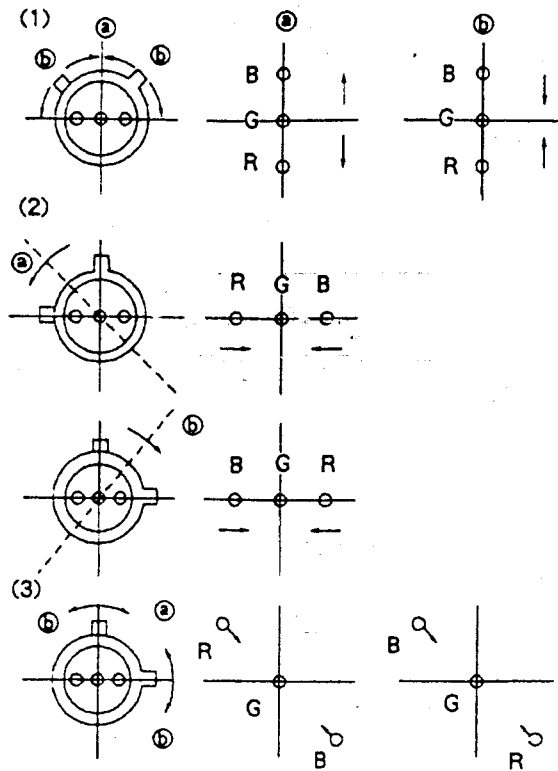 (1) ⓐ ⓐ ⓑ
ⓑ ⓑ B B
G G
R R
(2)
ⓐ R G B
ⓑ
B G R
(3)
ⓑ ⓐ
R B
G G
ⓑ B R